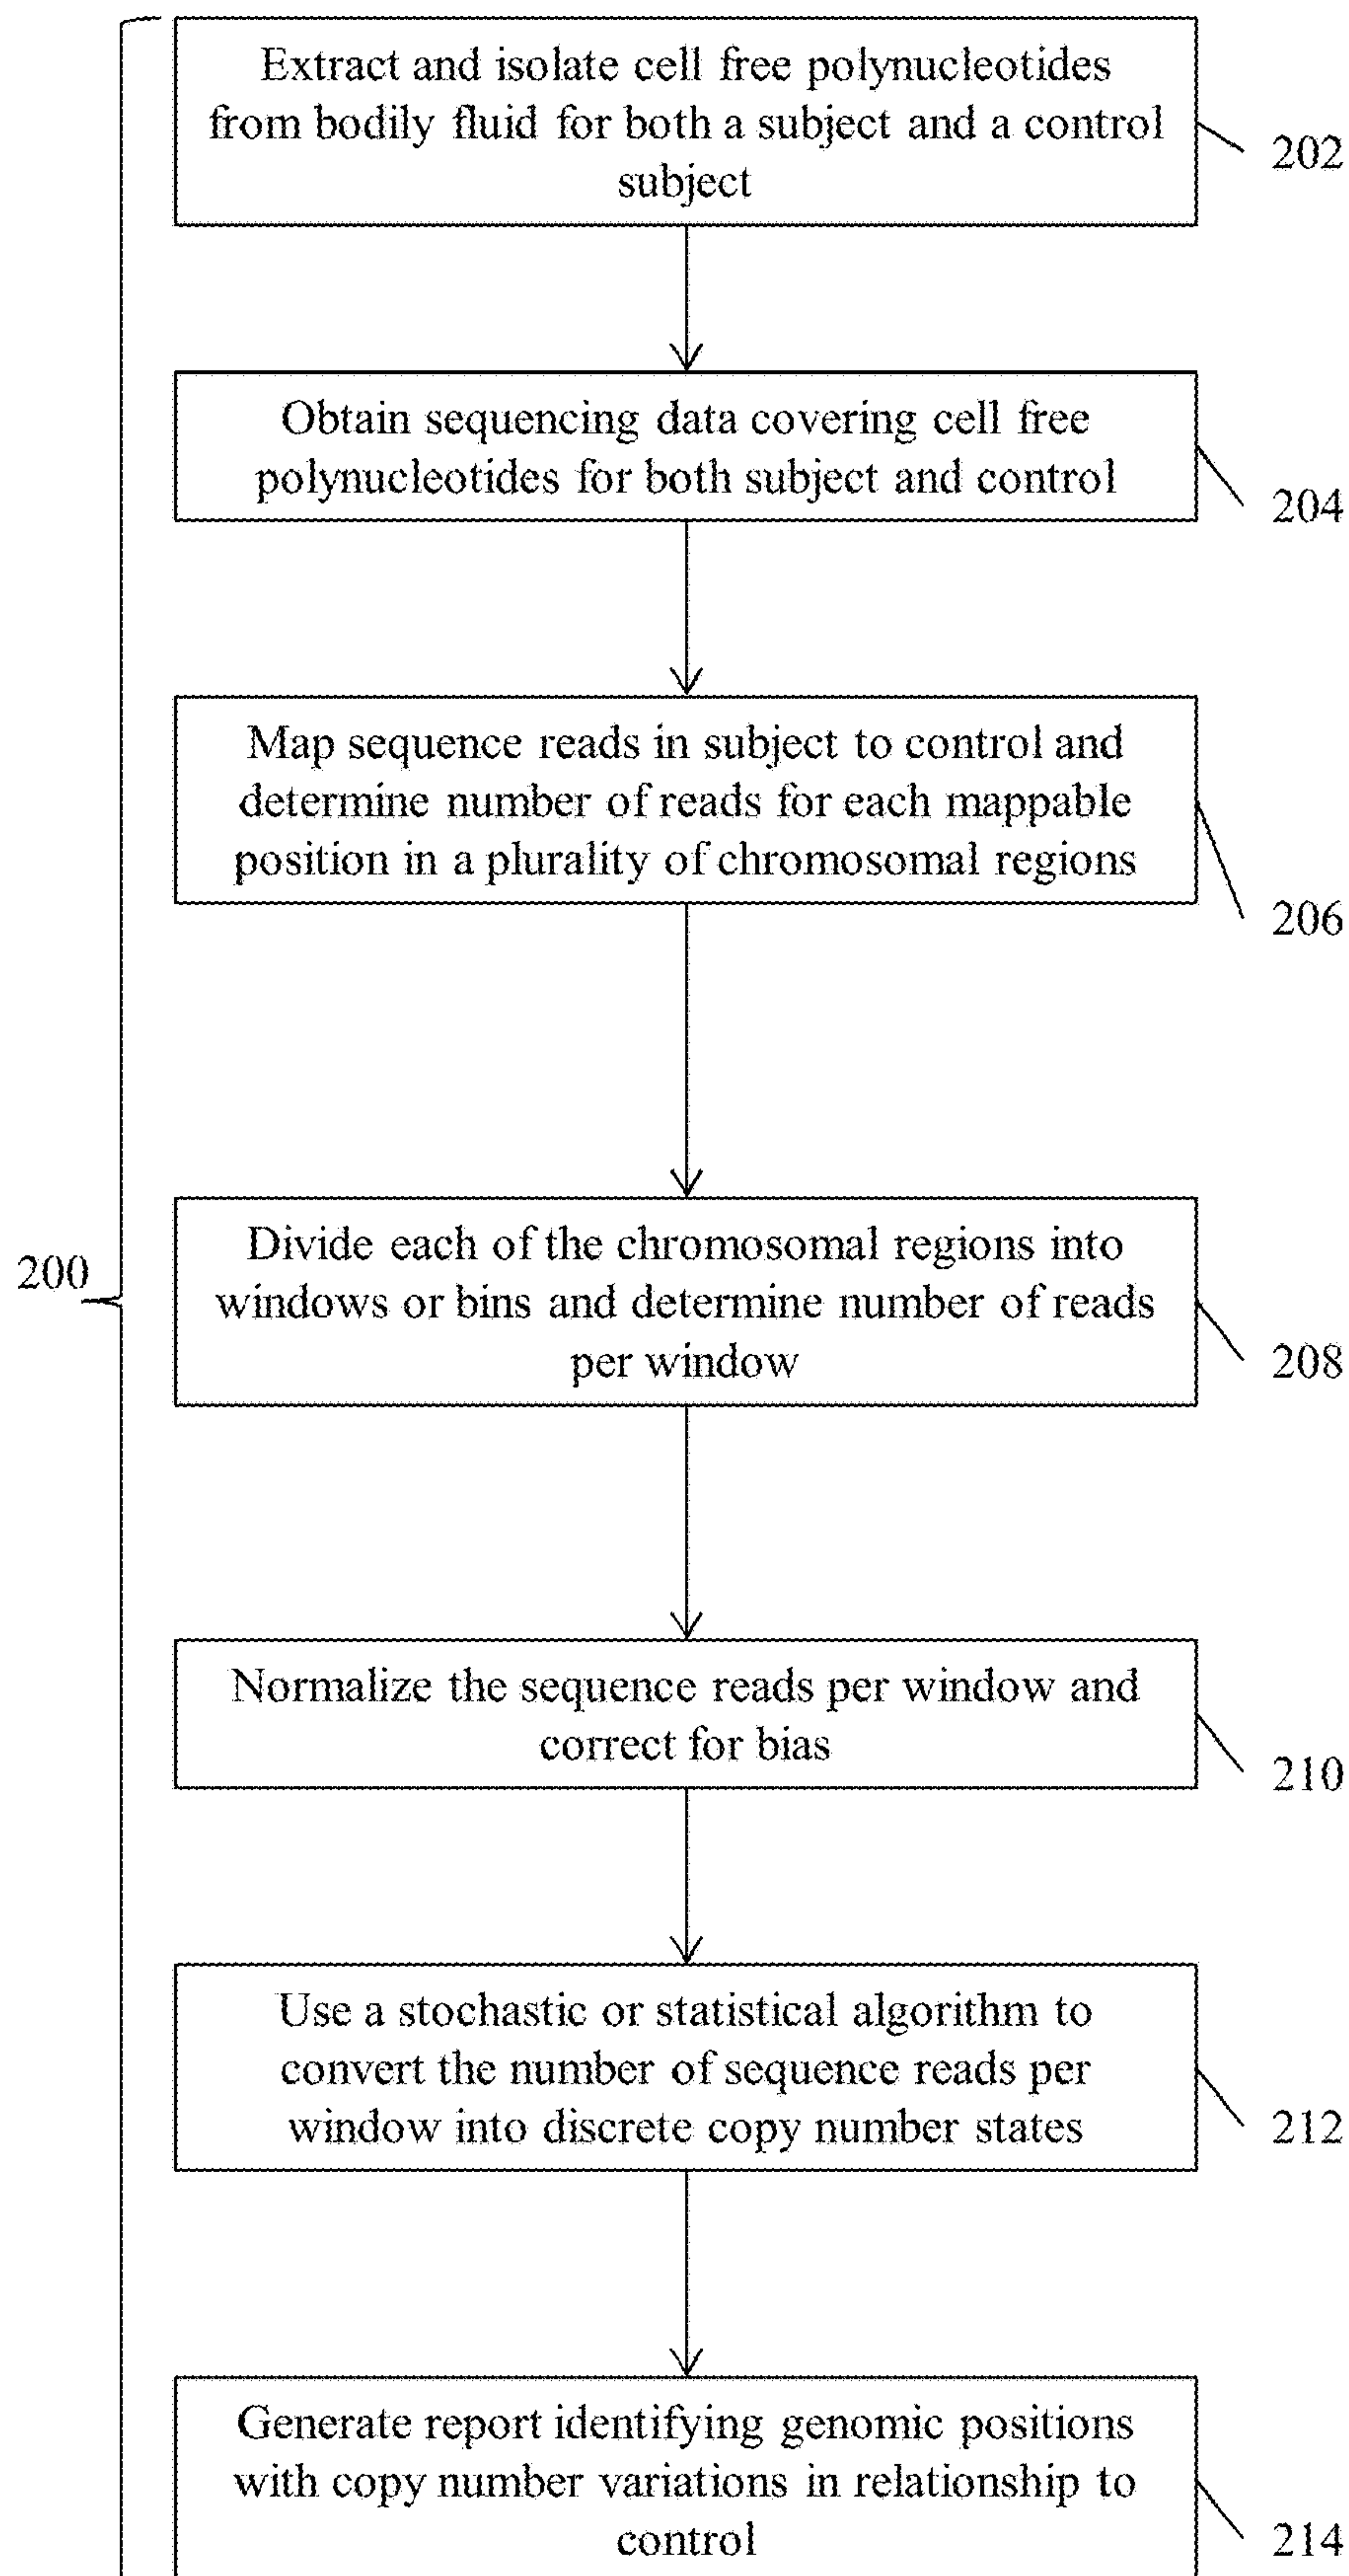 Extract and isolate cell free polynucleotides
from bodily fluid for both a subject and a control
subject
202
Obtain sequencing data covering cell free
polynucleotides for both subject and control
204
Map sequence reads in subject to control and
determine number of reads for each mappable
position in a plurality of chromosomal regions
206
200
Divide each of the chromosomal regions into
windows or bins and determine number of reads
per window
208
Normalize the sequence reads per window and
correct for bias
210
Use a stochastic or statistical algorithm to
convert the number of sequence reads per
window into discrete copy number states
212
Generate report identifying genomic positions
with copy number variations in relationship to
control
214